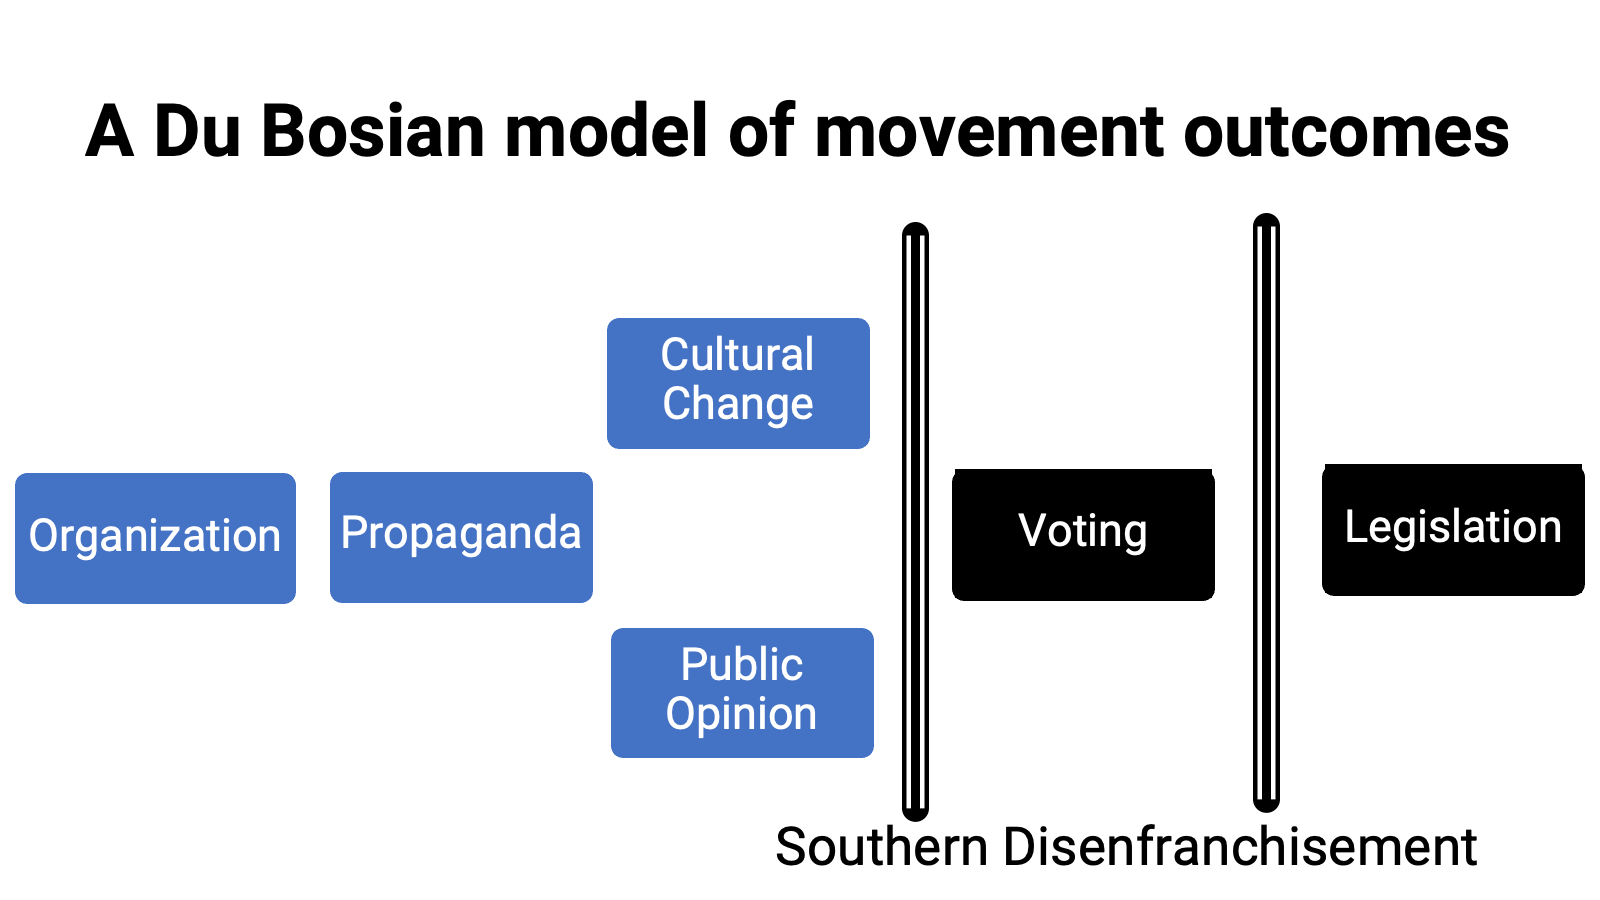 A Du Bosian model of movement outcomes
Cultural
Change
Organization
Propaganda
Voting
Legislation
Public
Opinion
Southern Disenfranchisement